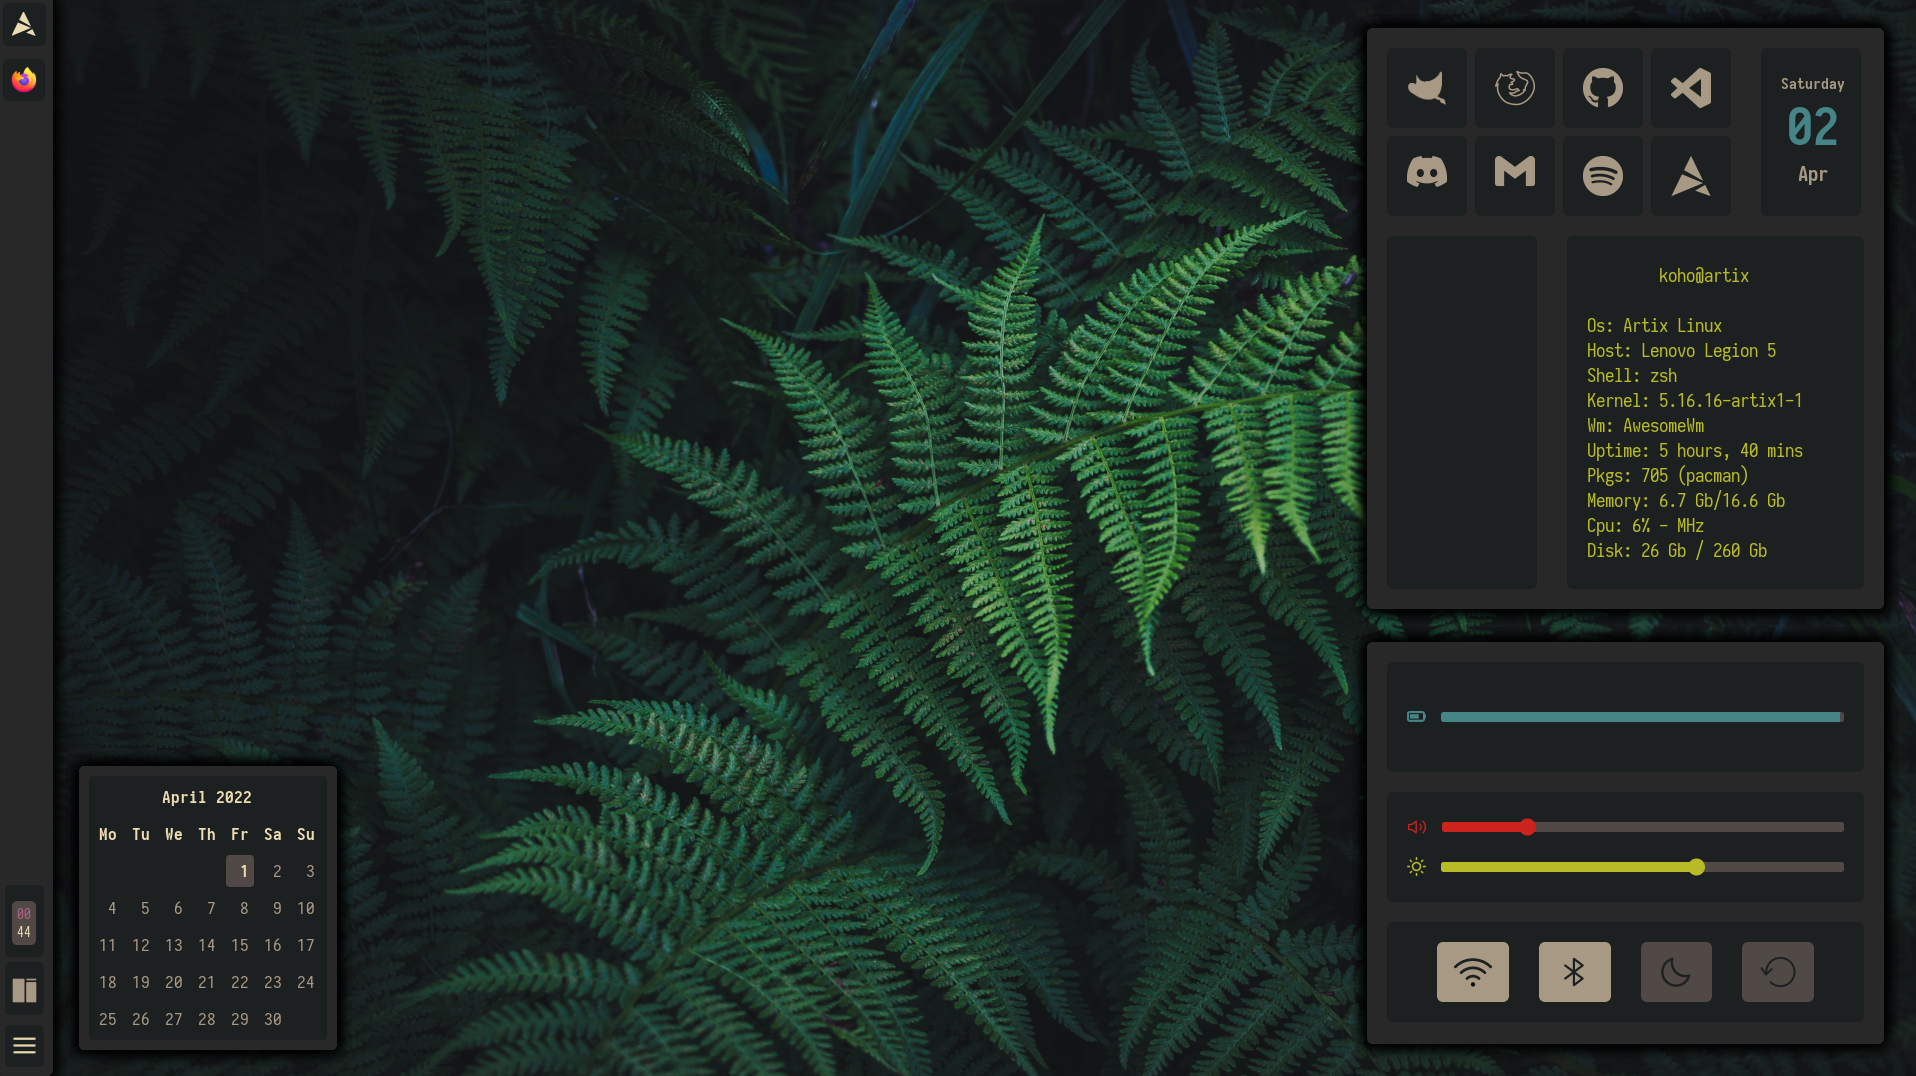 Saturday
02
Apr
koho@artix
Os: Artix Linux
Host: Lenovo Legion 5
Shell: zsh
Kernel: 5.16.16-artix1-1
Wm: AwesomeWm
Uptime: 5 hours, 40 mins
Pkgs: 705 (pacman)
Memory: 6.7 Gb/16.6 Gb
Cpu: 6% - MHz
Disk: 26 Gb / 260 Gb
April 2022
Mo Tu We Th Fr Sa Su
1 2 3
4 5 6 7 8 9 10
11 12 13 14 15 16 17
18 19 20 21 22 23 24
25 26 27 28 29 30
00
44